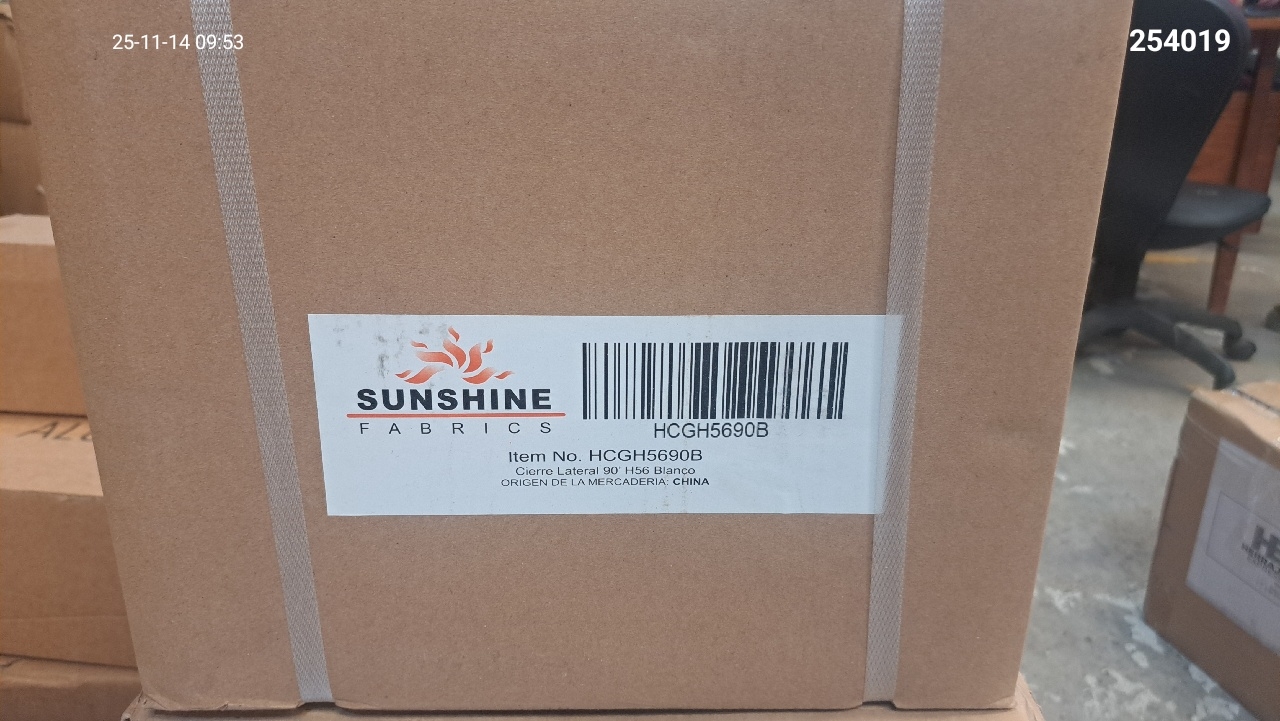 25-11-14 09:53
254019
SUNSHINE
FABRICS
HCGH5690B
Item No. HCGH5690B
Cierre Lateral 90' H56 Blanco
ORIGEN DE LA MERCADERIA: CHINA